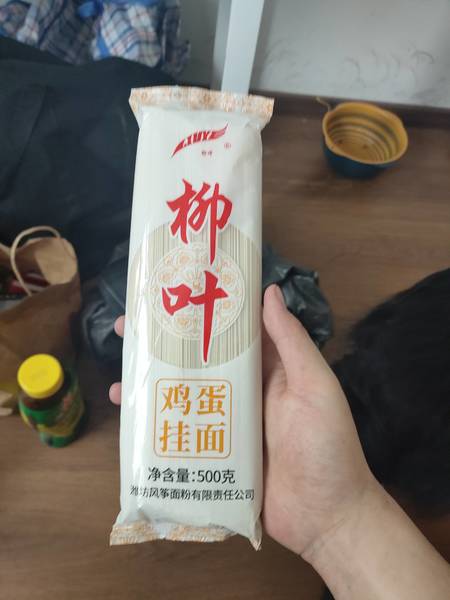 柳叶
鸡蛋
挂面
净含量:500克
潍坊风筝面粉有限责任公司